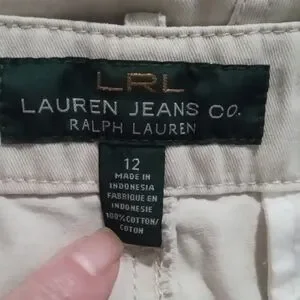 LRL
LAUREN JEANS CO.
RALPH LAUREN
12
MADE IN
INDONESIA
FABRIQUE EN
INDONESIE
100%COTTON/
COTON